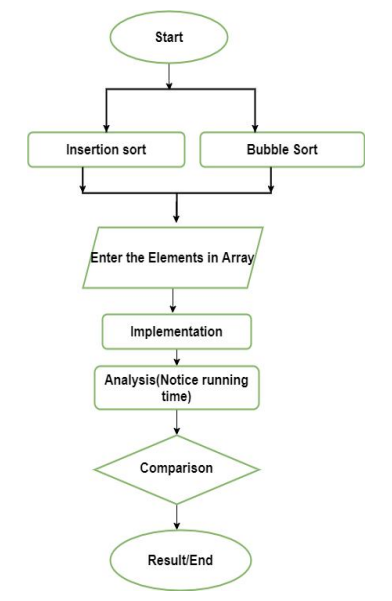 Start
Insertion sort
Bubble Sort
Enter the Elements in Array
Implementation
Analysis(Notice running
time)
Comparison
Result/End